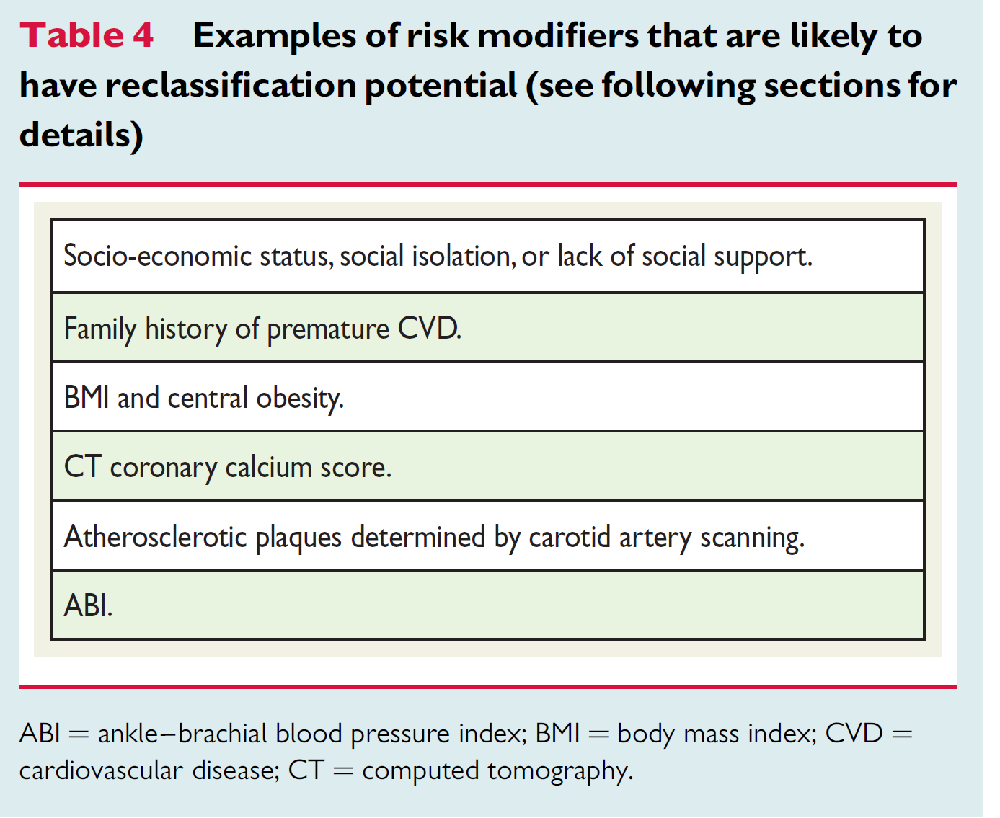 Table 4 Examples of risk modifiers that are likely to
have reclassification potential (see following sections for
details)
Socio-economic status, social isolation, or lack of social support.
Family history of premature CVD.
BMI and central obesity.
CT coronary calcium score.
Atherosclerotic plaques determined by carotid artery scanning.
ABI.
ABI = ankle–brachial blood pressure index; BMI = body mass index; CVD =
cardiovascular disease; CT = computed tomography.